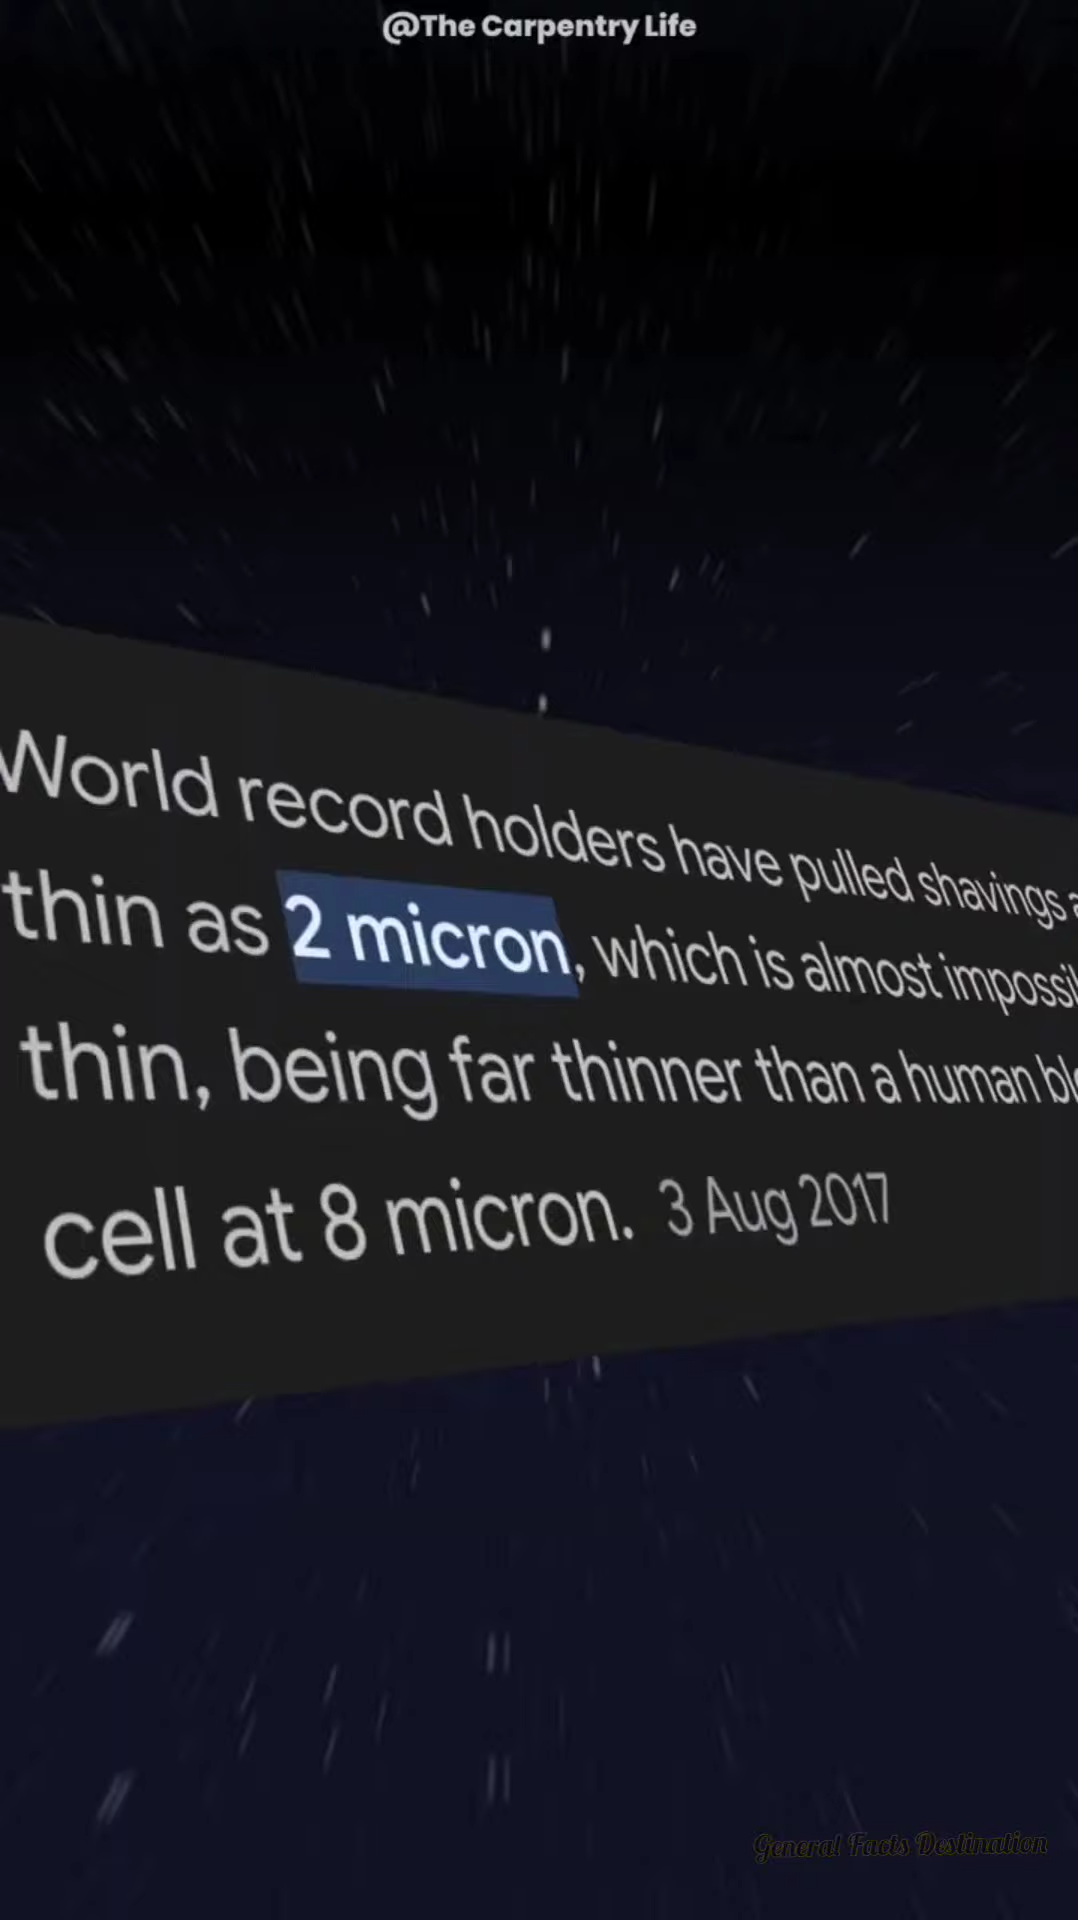 @The Carpentry Life
World record holders have pulled shavings
thin as 2 micron, which is almost
thin, being far thinner than a human
cell at 8 micron. 3 Aug 2017
General Facts Destination